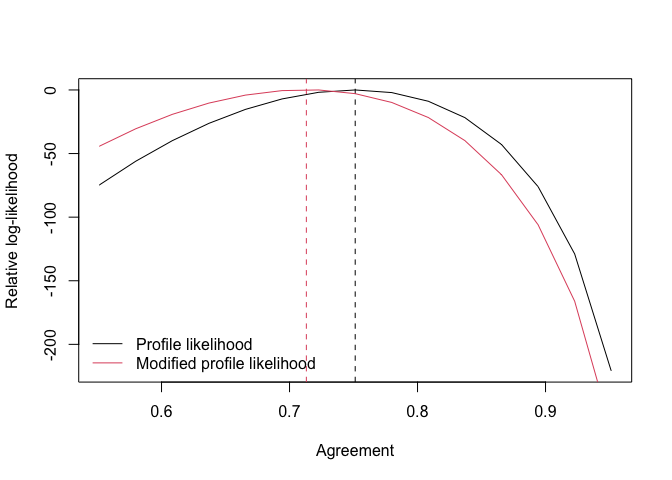 Relative log-likelihood
0
-50
-100
-150
-200
Profile likelihood
Modified profile likelihood
0.6 0.7 0.8 0.9
Agreement